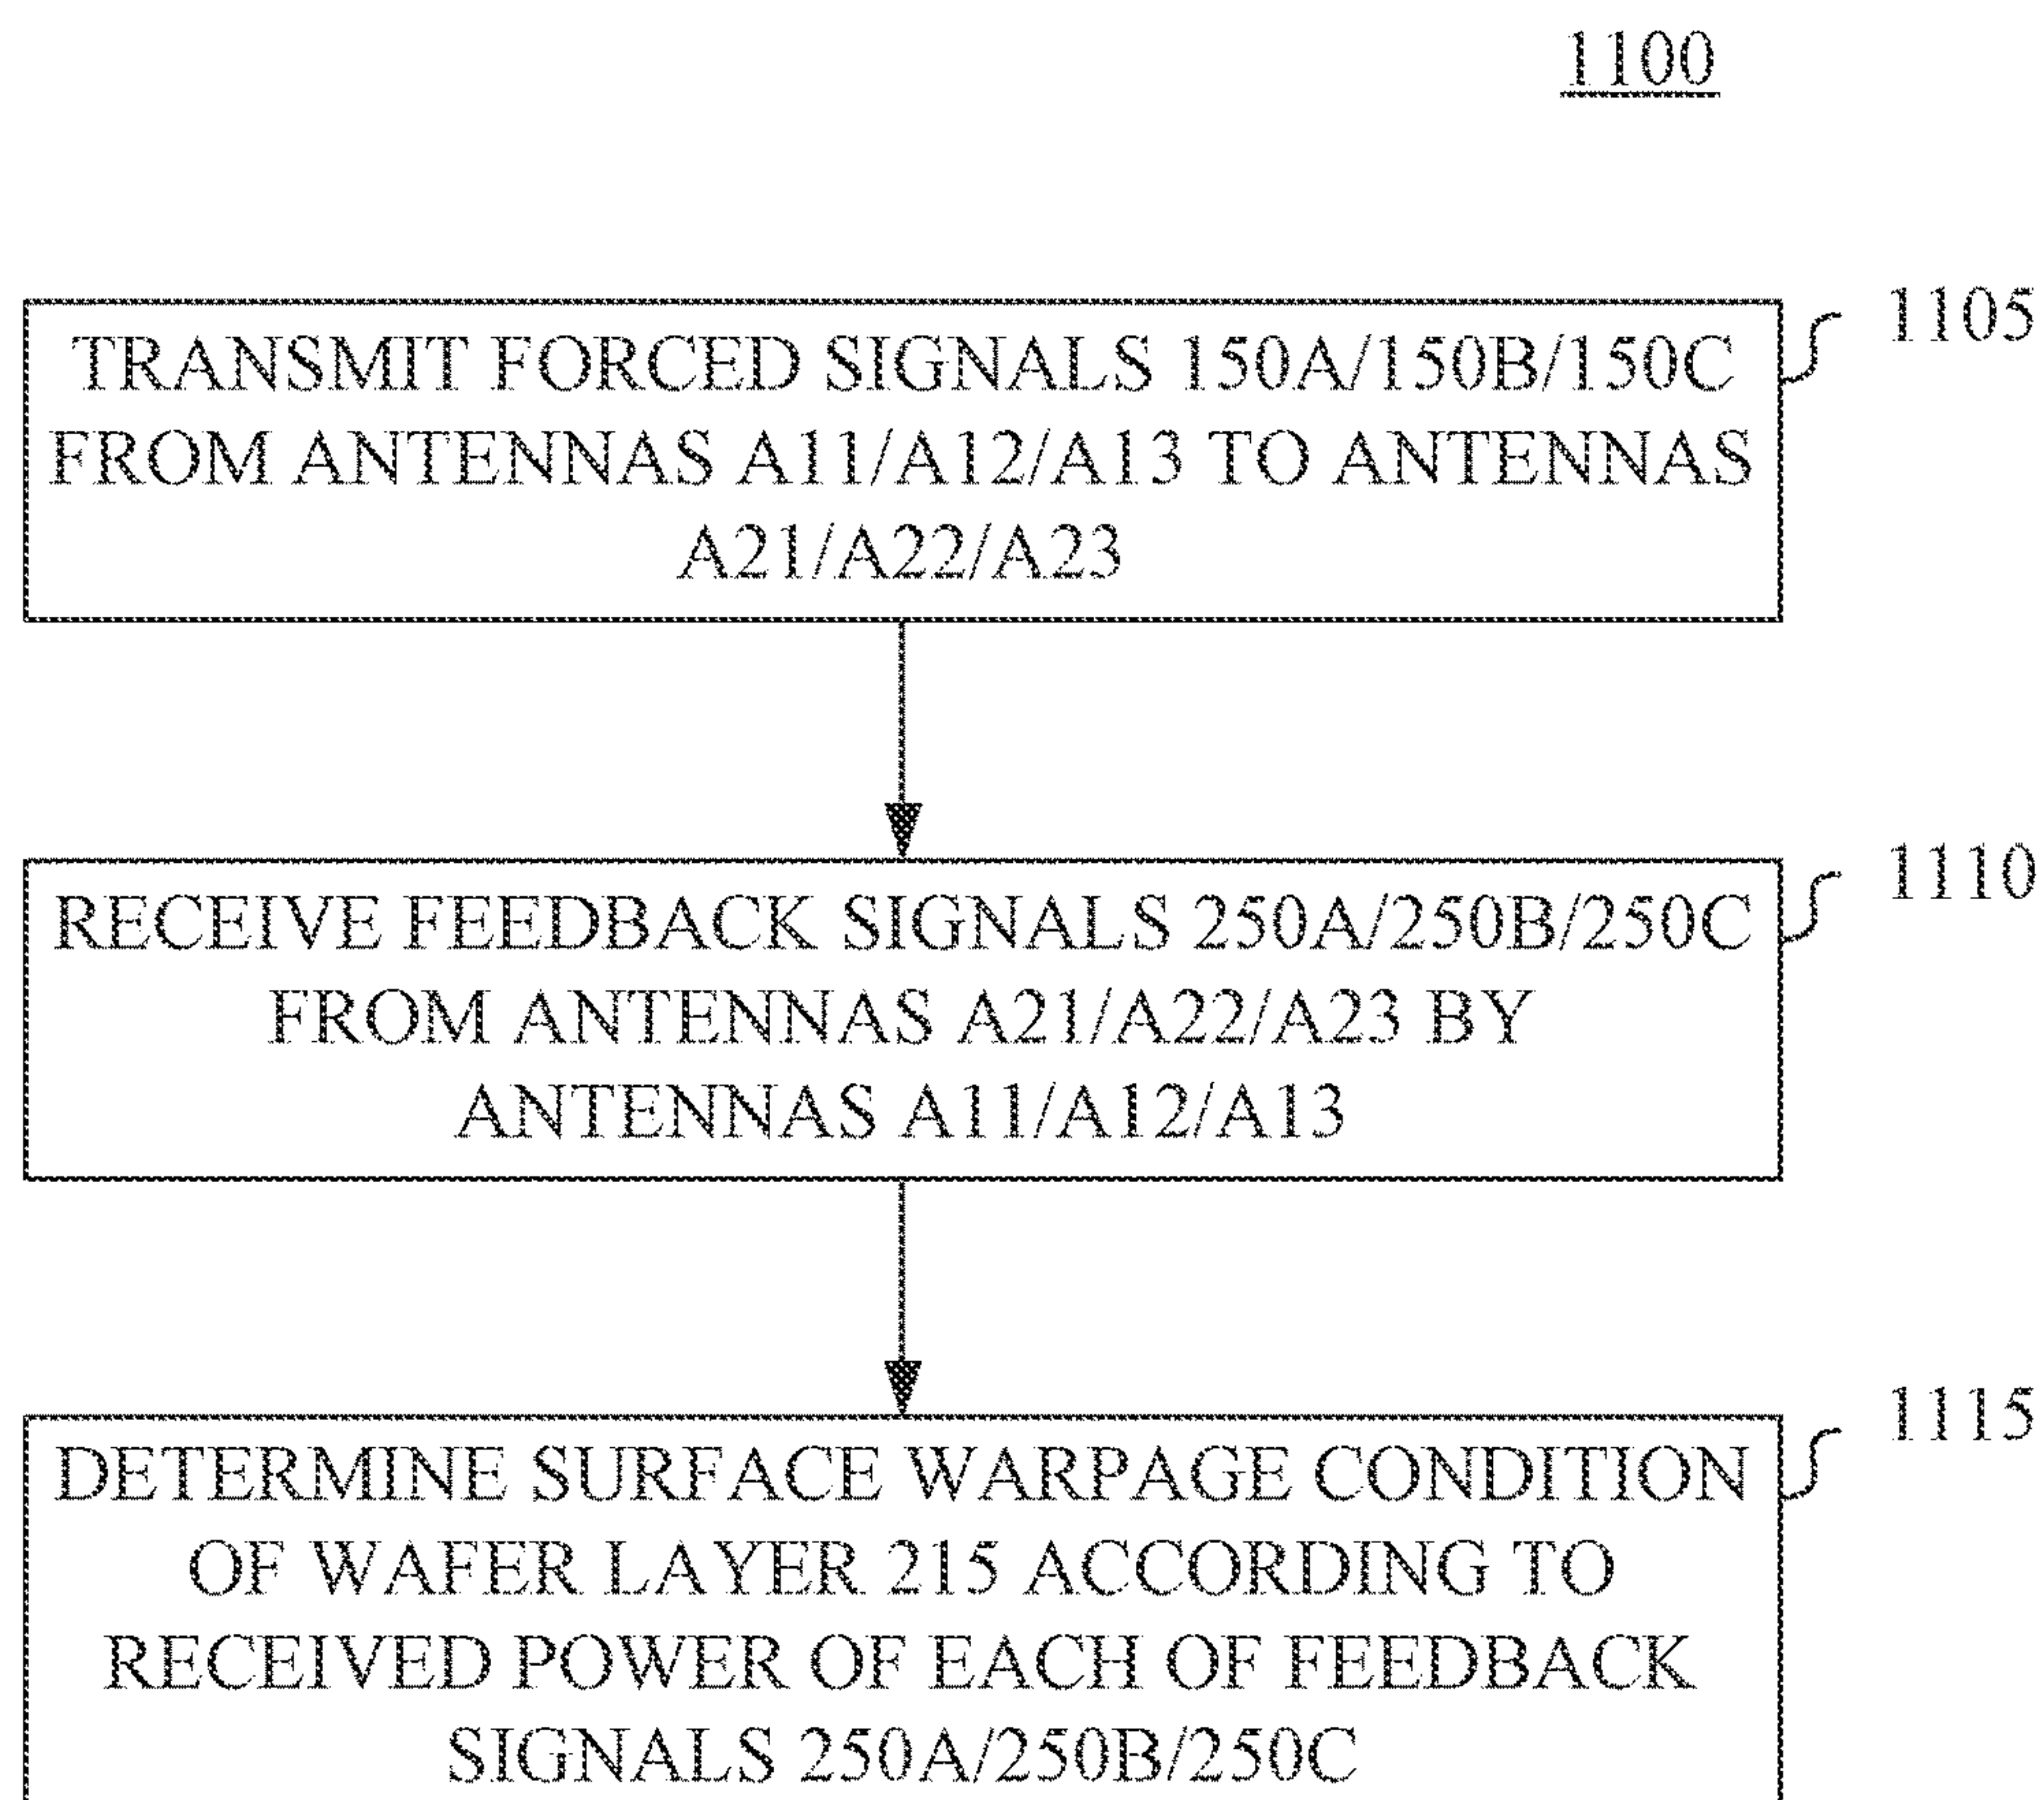 1100
1105
TRANSMIT FORCED SIGNALS 150A/150B/150C
FROM ANTENNAS A11/A12/A13 TO ANTENNAS
A21/A22/A23
1110
RECEIVE FEEDBACK SIGNALS 250A/250B/250C
FROM ANTENNAS A21/A22/A23 BY
ANTENNAS A11/A12/A13
1115
DETERMINE SURFACE WARPAGE CONDITION
OF WAFER LAYER 215 ACCORDING TO
RECEIVED POWER OF EACH OF FEEDBACK
SIGNALS 250A/250B/250C